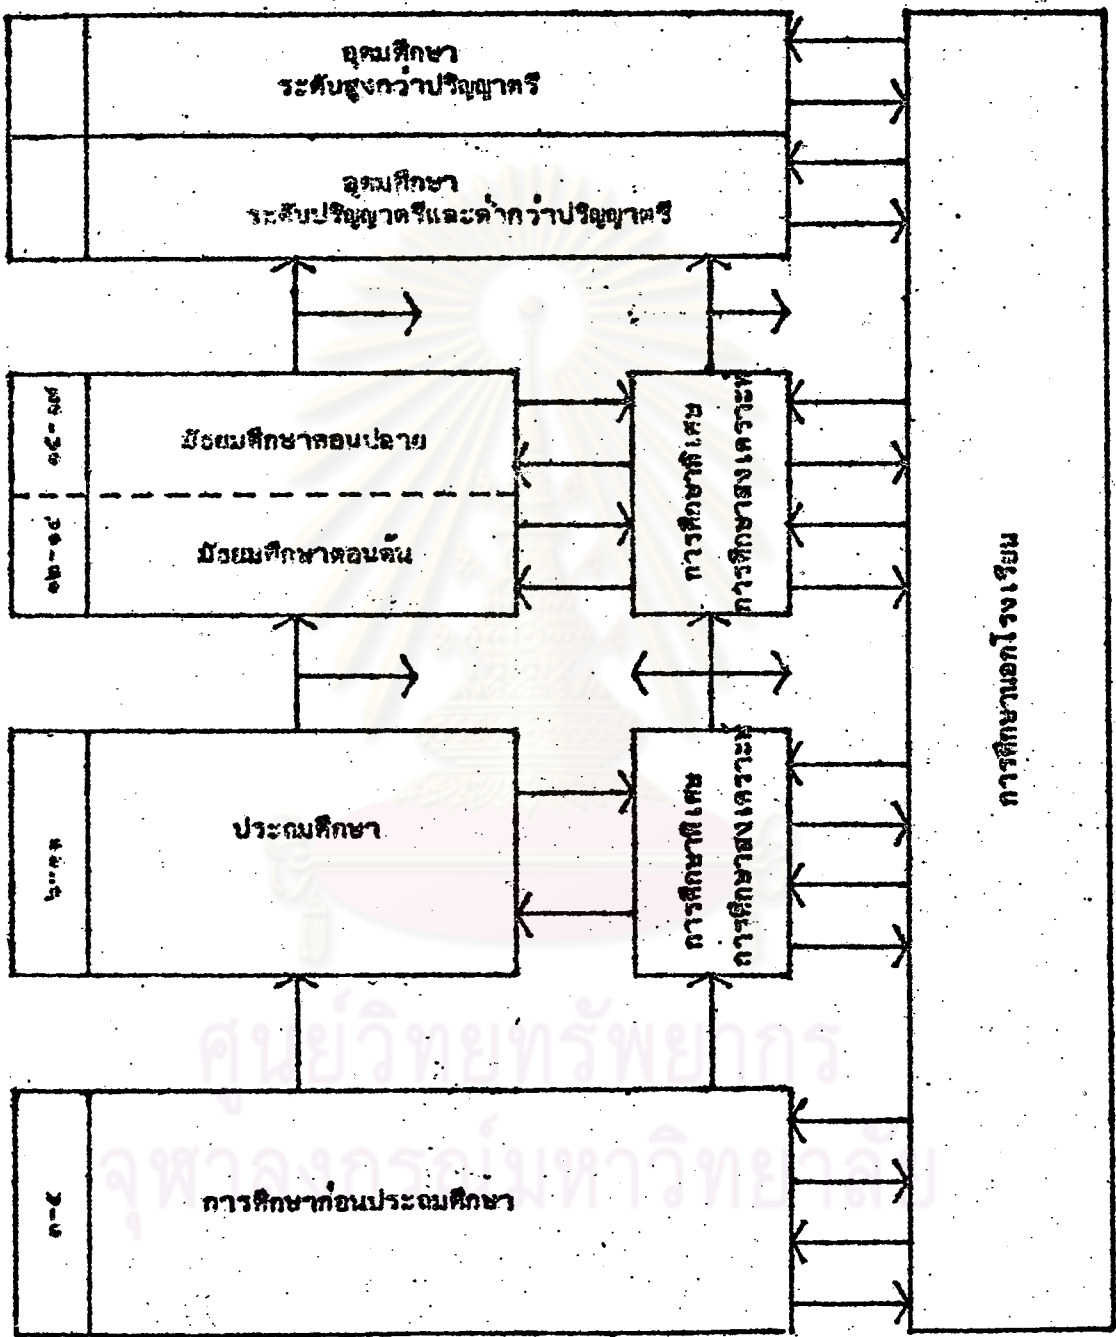 อุดมศึกษา
ระดับสูงกว่าปริญญาตรี
อุดมศึกษา
ระดับปริญญาตรีและต่ำกว่าปริญญาตรี
มัธยมศึกษาตอนปลาย
มัธยมศึกษาตอนต้น
การศึกษาพิเศษ
การศึกษาสงเคราะห์
ประถมศึกษา
การศึกษาพิเศษ
การศึกษาสงเคราะห์
การศึกษาก่อนประถมศึกษา
การศึกษานอกโรงเรียน
ศูนย์วิทยทรัพยากร
จุฬาลงกรณ์มหาวิทยาลัย